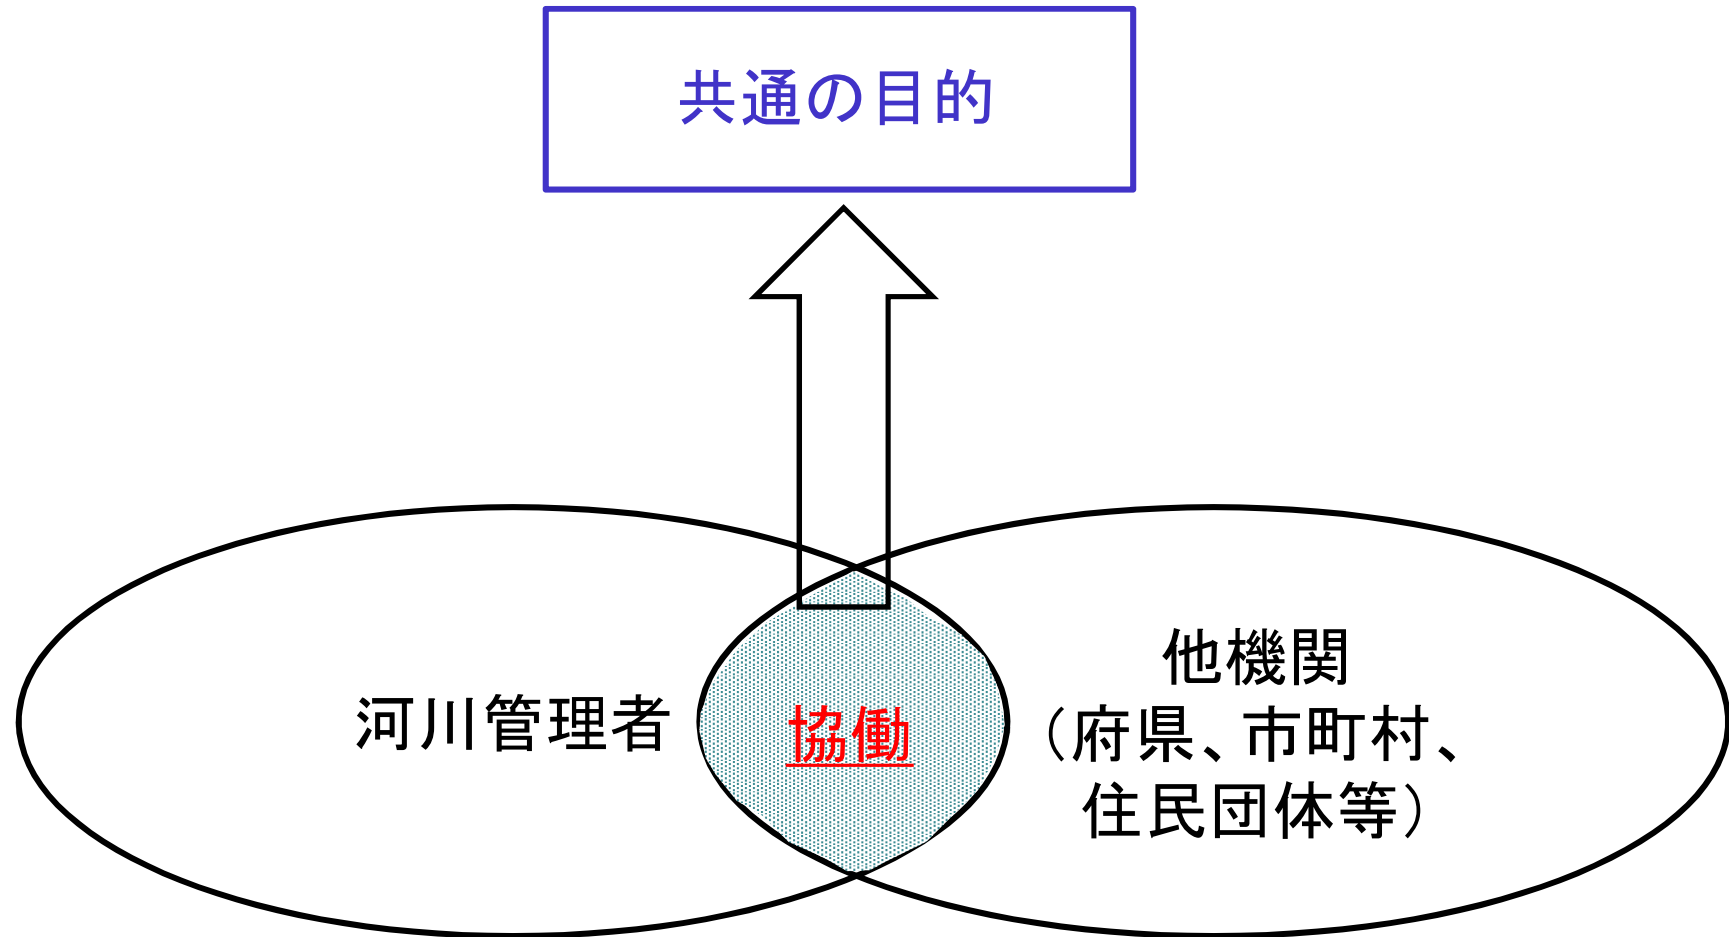 共通の目的
河川管理者
協働
他機関
（府県、市町村、
住民団体等）